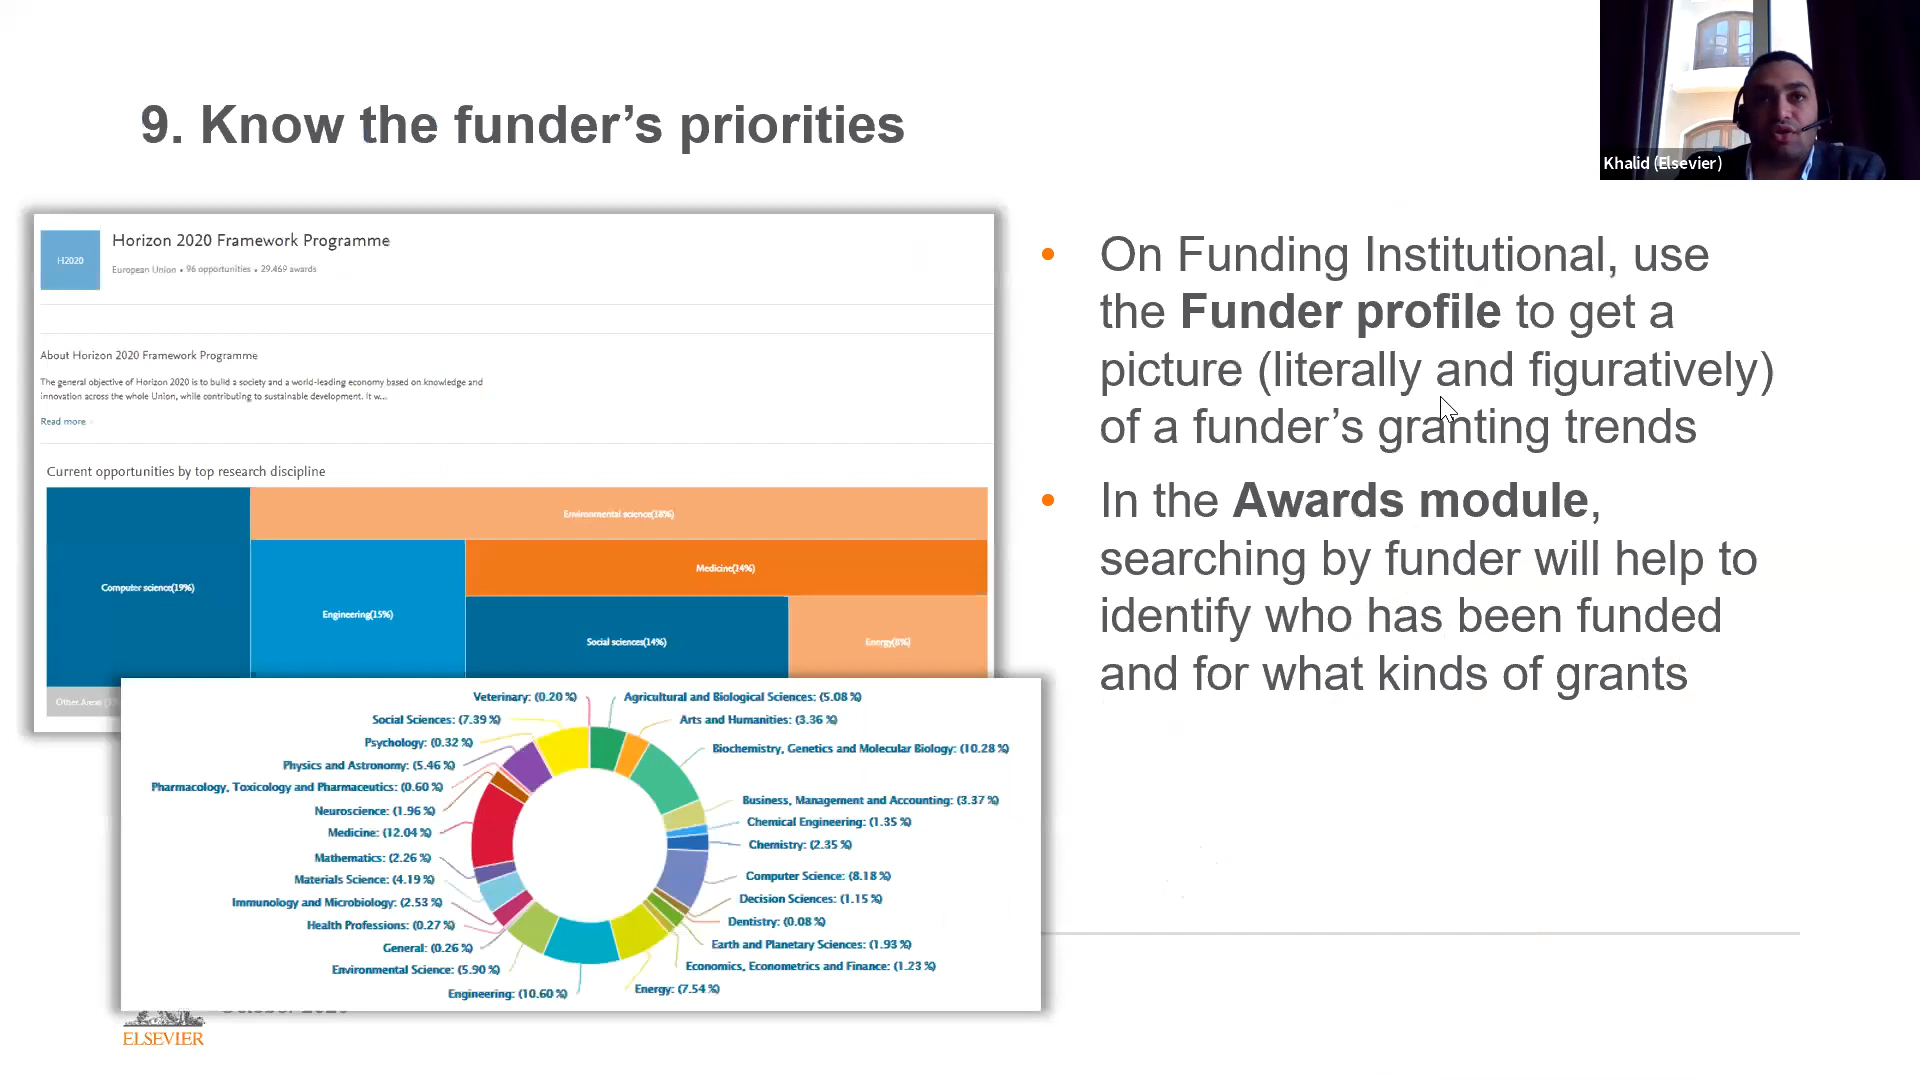 9. Know the funder’s priorities
Khalid (Elsevier)
H2020
Horizon 2020 Framework Programme
European Union • 96 opportunities • 29.469 awards
About Horizon 2020 Framework Programme
The general objective of Horizon 2020 is to build a society and a world-leading economy based on knowledge and
innovation across the whole Union, while contributing to sustainable development. It w...
Read more
Current opportunities by top research discipline
Computer science(19%)
Environmental science(18%)
Engineering(15%)
Medicine(14%)
Social sciences(14%)
Energy(8%)
Other Areas
Veterinary: (0.20 %)
Social Sciences: (7.39 %)
Psychology: (0.32 %)
Physics and Astronomy: (5.46 %)
Pharmacology, Toxicology and Pharmaceutics: (0.60 %)
Neuroscience: (1.96 %)
Medicine: (12.04 %)
Mathematics: (2.26 %)
Materials Science: (4.19 %)
Immunology and Microbiology: (2.53 %)
Health Professions: (0.27 %)
General: (0.26 %)
Environmental Science: (5.90 %)
Engineering: (10.60 %)
Agricultural and Biological Sciences: (5.08 %)
Arts and Humanities: (3.36 %)
Biochemistry, Genetics and Molecular Biology: (10.28 %)
Business, Management and Accounting: (3.37 %)
Chemical Engineering: (1.35 %)
Chemistry: (2.35 %)
Computer Science: (8.18 %)
Decision Sciences: (1.15 %)
Dentistry: (0.08 %)
Earth and Planetary Sciences: (1.93 %)
Economics, Econometrics and Finance: (1.23 %)
Energy: (7.54 %)
• On Funding Institutional, use
the Funder profile to get a
picture (literally and figuratively)
of a funder’s granting trends
• In the Awards module,
searching by funder will help to
identify who has been funded
and for what kinds of grants
ELSEVIER